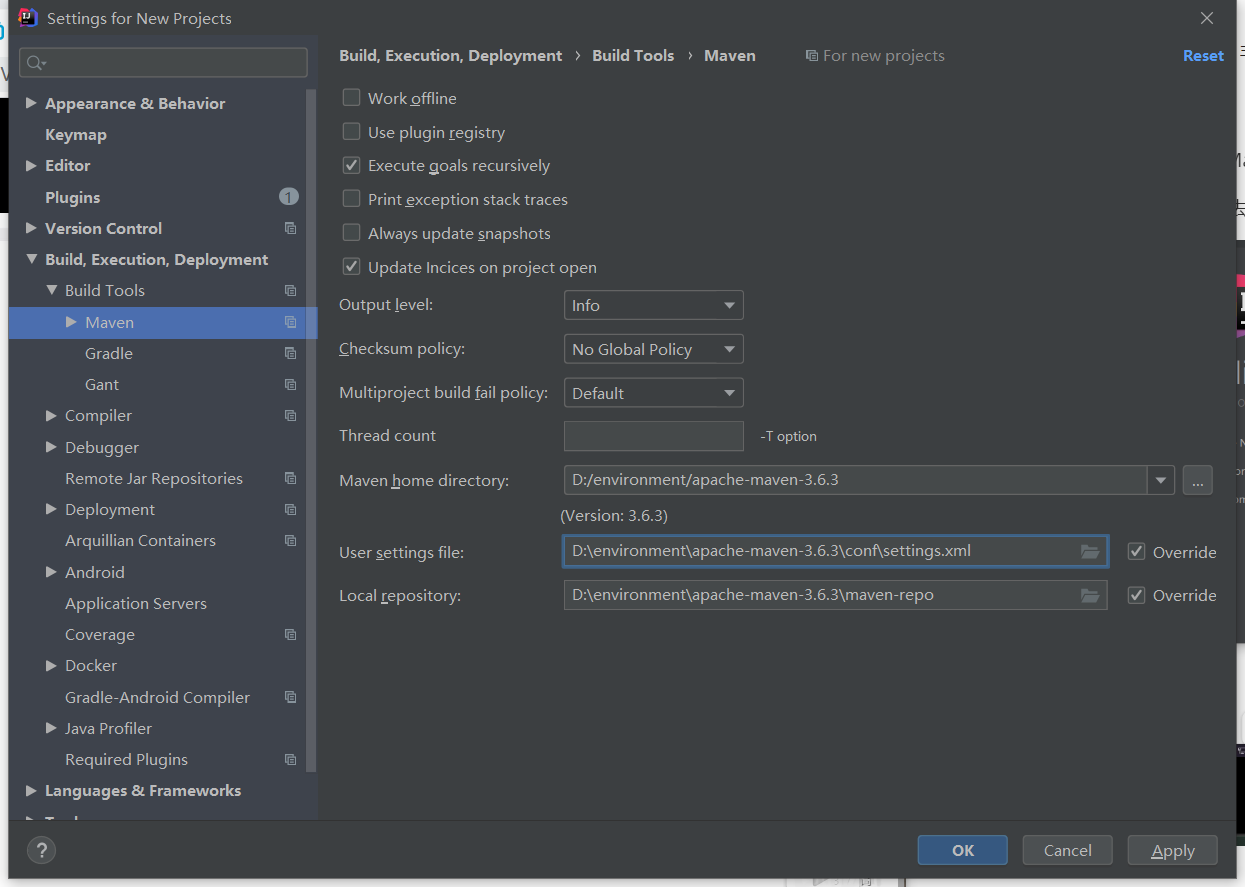 Settings for New Projects
Build, Execution, Deployment › Build Tools › Maven For new projects Reset
Appearance & Behavior
Keymap
Editor
Plugins 1
Version Control
Build, Execution, Deployment
Build Tools
Maven
Gradle
Gant
Compiler
Debugger
Remote Jar Repositories
Deployment
Arquillian Containers
Android
Application Servers
Coverage
Docker
Gradle-Android Compiler
Java Profiler
Required Plugins
Languages & Frameworks
Work offline
Use plugin registry
Execute goals recursively
Print exception stack traces
Always update snapshots
Update Incices on project open
Output level: Info
Checksum policy: No Global Policy
Multiproject build fail policy: Default
Thread count -T option
Maven home directory: D:/environment/apache-maven-3.6.3 ...
(Version: 3.6.3)
User settings file: D:\environment\apache-maven-3.6.3\conf\settings.xml Override
Local repository: D:\environment\apache-maven-3.6.3\maven-repo Override
? OK Cancel Apply